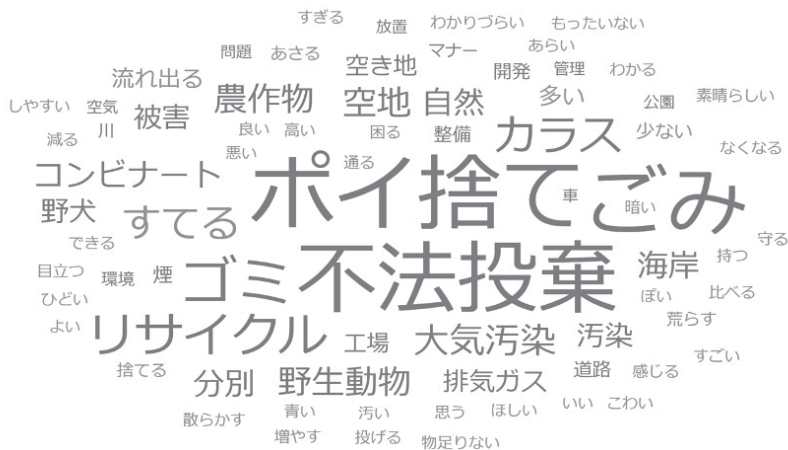 すぎる 放置 わかりづらい もったいない
問題 あさる マナー あらい
流れ出る 空き地 開発 管理 わかる
しやすい 空気 被害 農作物 空地 自然 多い 公園 素晴らしい
川 良い 高い 困る 整備 カラス 少ない
減る 悪い 通る なくなる
コンビナート ポイ捨て 車 ごみ 暗い
野犬 すてる
できる 守る
目立つ 環境 煙 ゴミ 不法投棄 海岸 持つ
ひどい ぽい 比べる
よい リサイクル 工場 大気汚染 汚染 荒らす
捨てる 分別 野生動物 排気ガス 道路 感じる すごい
散らかす 青い 汚い 思う ほしい いい こわい
増やす 投げる 物足りない